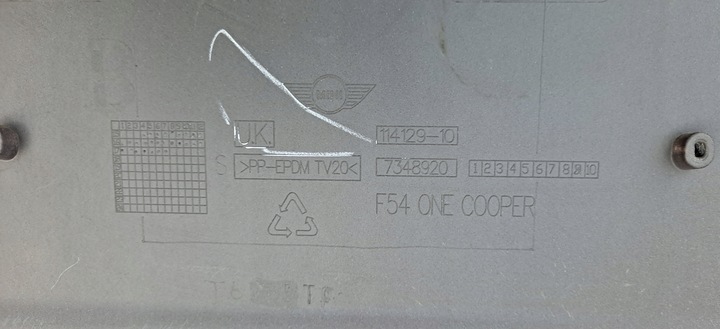 MINI
U.K.
114129-10
S
>PP-EPDM TV20<
7348920
1 2 3 4 5 6 7 8 9 10
F54 ONE COOPER